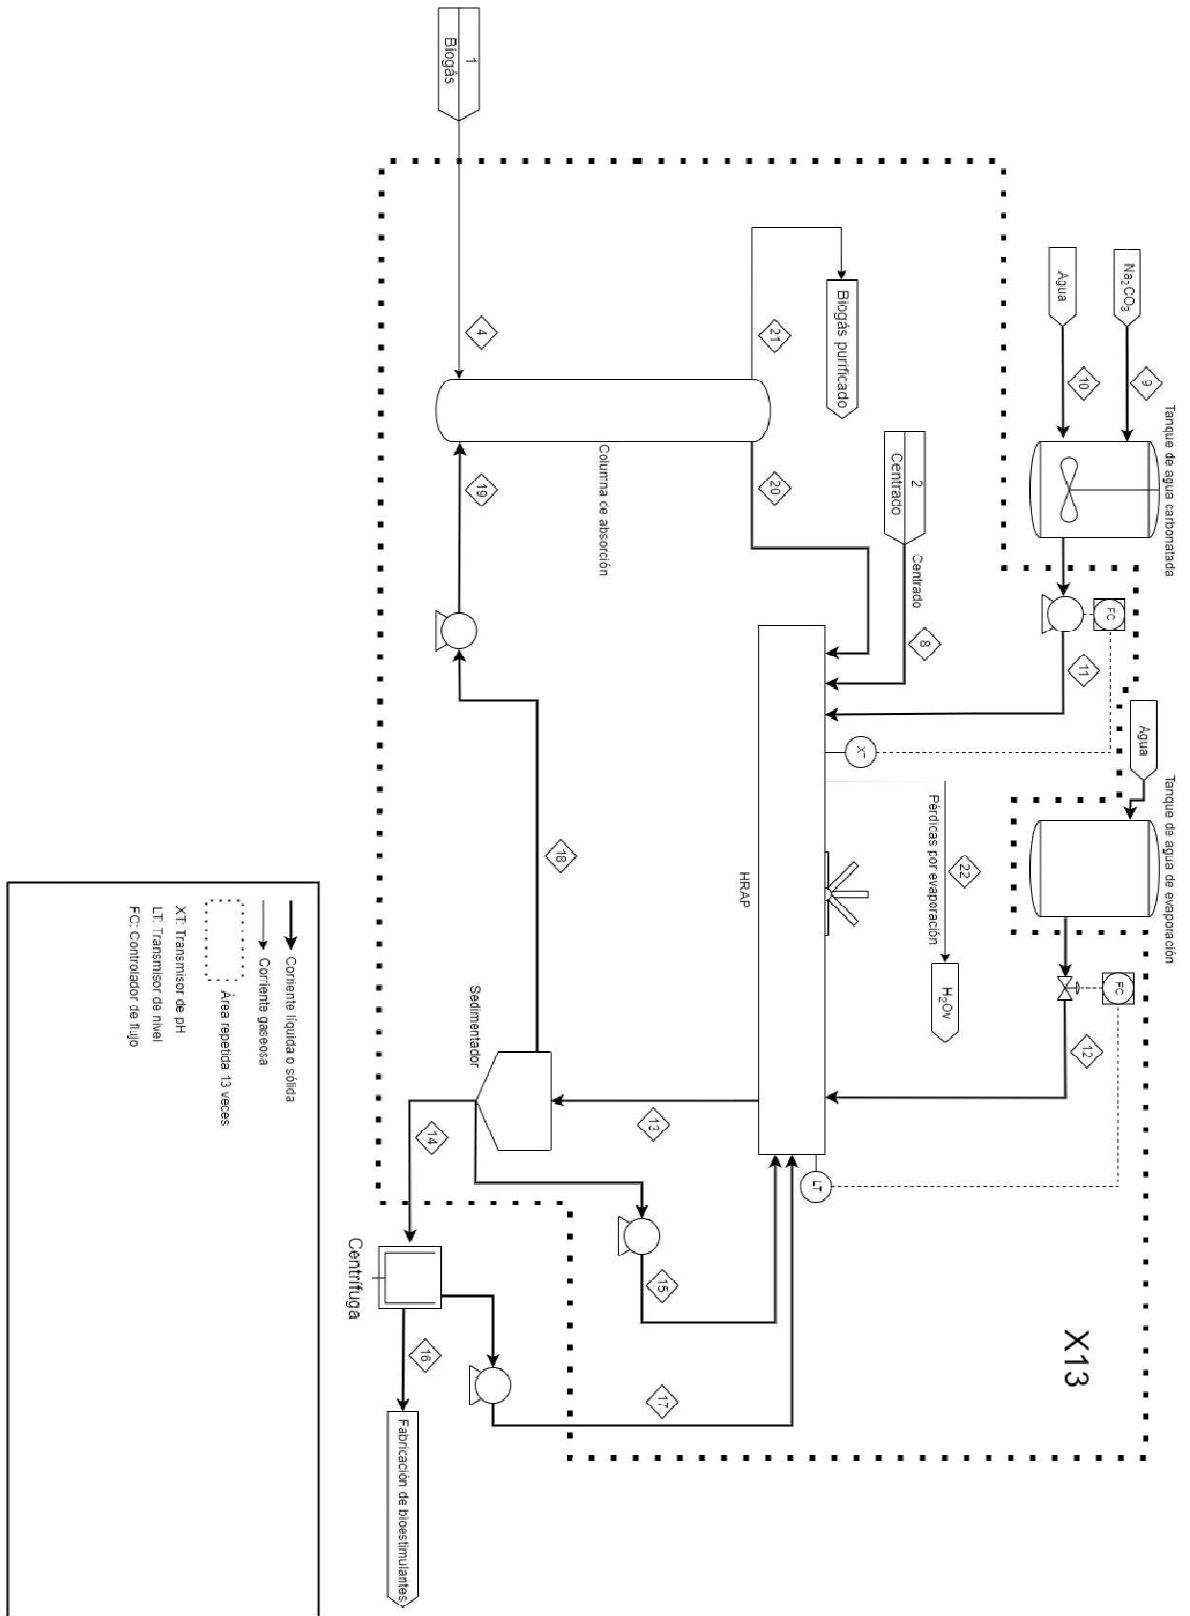 1
Biogás
Na₂CO₃
Agua
9
10
Tanque de agua carbonatada
4
21
Biogás purificado
2
Centrado
Centrado
Columna de absorción
19
20
8
FC
11
XT
Agua
Tanque de agua de evaporación
Pérdicas por evaporación
22
H₂Ov
HRAP
18
FC
12
Sedimentador
13
14
LT
15
Centrífuga
16
17
X13
Fabricación de bioestimulantes
Corriente líquida o sólida
Corriente gaseosa
Área repetida 13 veces
XT: Transmisor de pH
LT: Transmisor de nivel
FC: Controlador de flujo